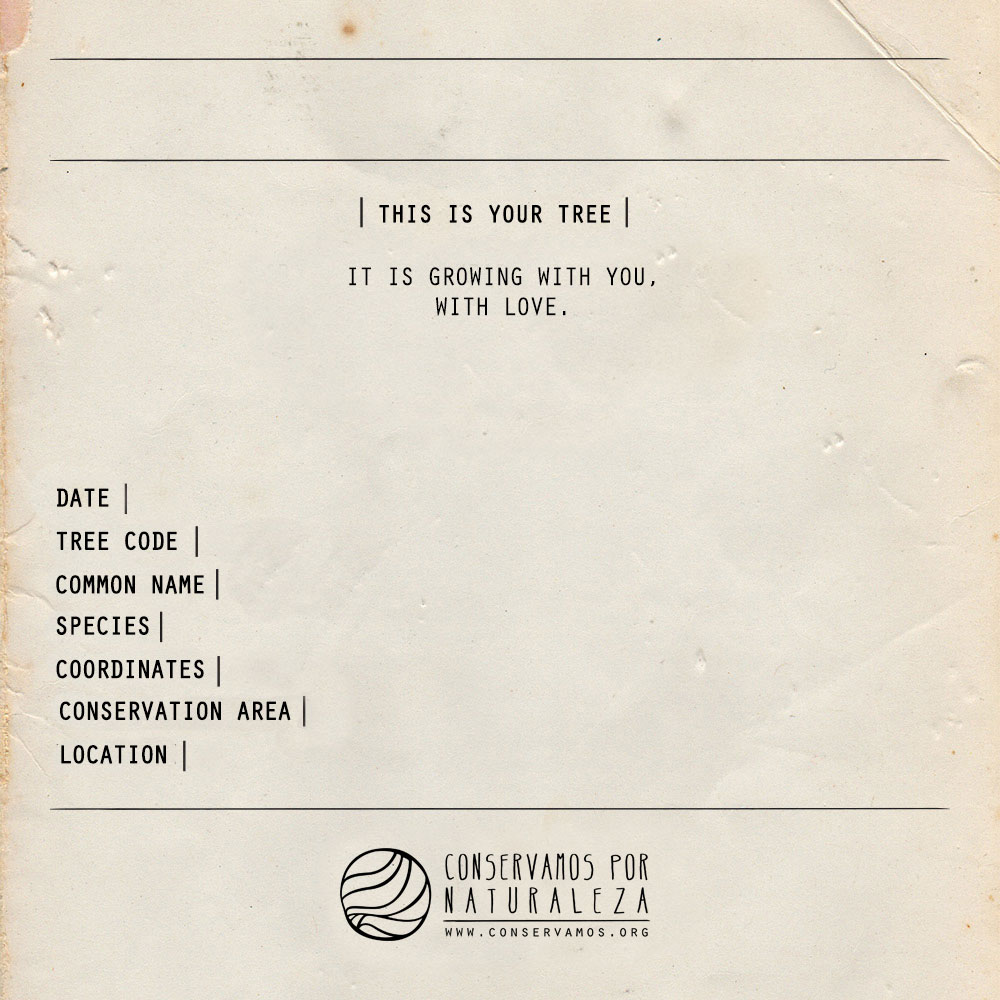 | THIS IS YOUR TREE |
IT IS GROWING WITH YOU,
WITH LOVE.
DATE |
TREE CODE |
COMMON NAME |
SPECIES |
COORDINATES |
CONSERVATION AREA |
LOCATION |
CONSERVAMOS POR
NATURALEZA
WWW.CONSERVAMOS.ORG